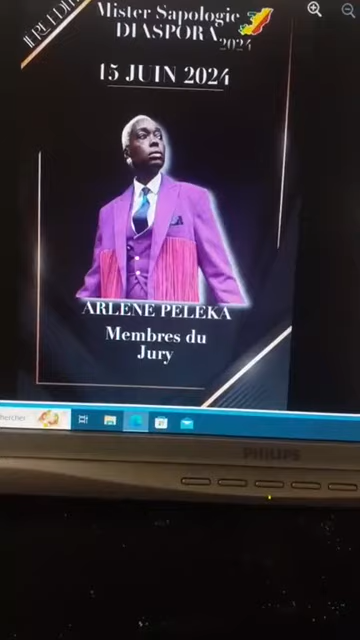 Mister Sapologie
DIASPORA
2024
15 JUIN 2024
ARLENE PELEKA
Membres du
Jury
PHILIPS